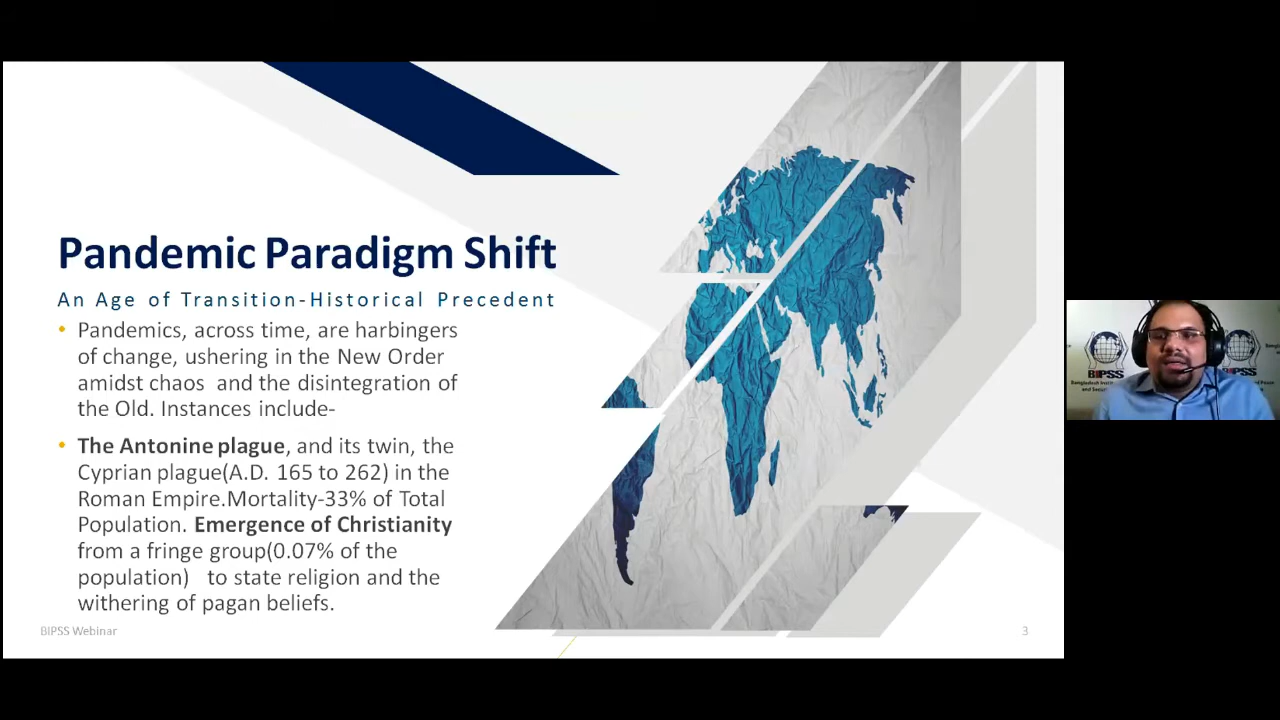 Pandemic Paradigm Shift
An Age of Transition-Historical Precedent
• Pandemics, across time, are harbingers
of change, ushering in the New Order
amidst chaos and the disintegration of
the Old. Instances include-
• The Antonine plague, and its twin, the
Cyprian plague(A.D. 165 to 262) in the
Roman Empire.Mortality-33% of Total
Population. Emergence of Christianity
from a fringe group(0.07% of the
population) to state religion and the
withering of pagan beliefs.
BIPSS Webinar
3
BIPSS